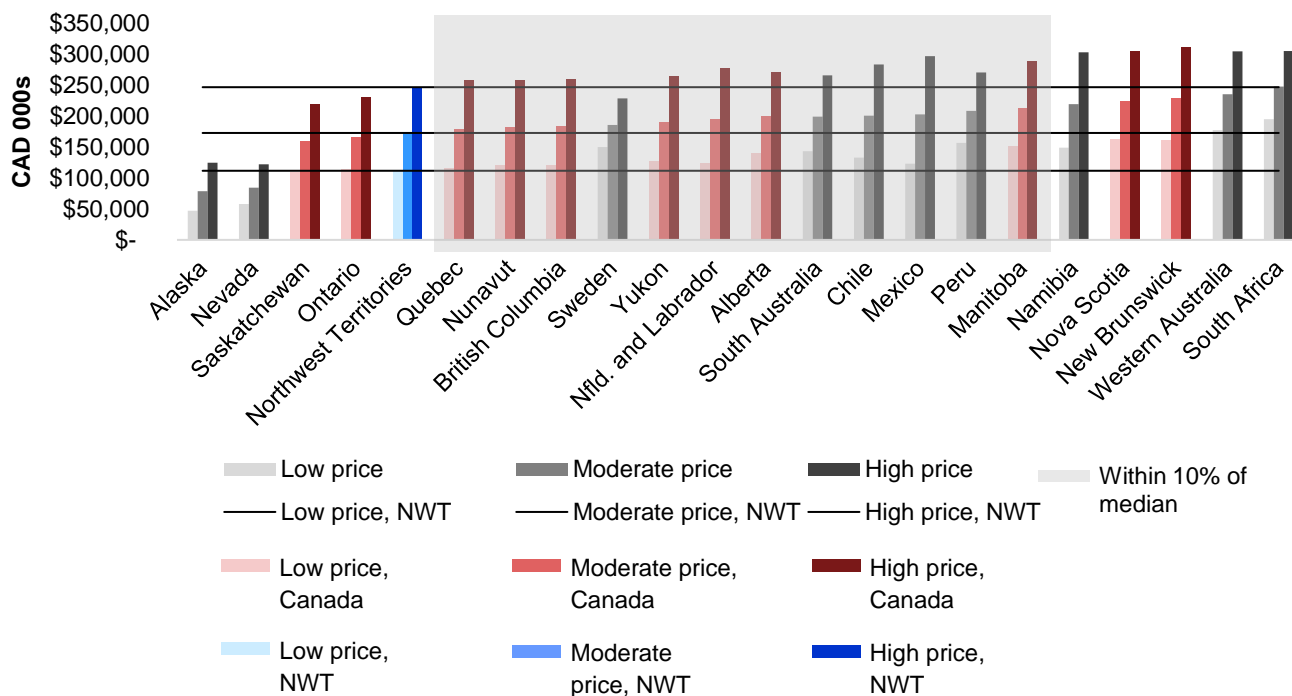 CAD 000s
$350,000
$300,000
$250,000
$200,000
$150,000
$100,000
$50,000
$-
Alaska
Nevada
Saskatchewan
Ontario
Northwest Territories
Quebec
Nunavut
British Columbia
Sweden
Yukon
Nfld. and Labrador
Alberta
South Australia
Chile
Mexico
Peru
Manitoba
Namibia
Nova Scotia
New Brunswick
Western Australia
South Africa
Low price
Moderate price
High price
Within 10% of
median
Low price, NWT
Moderate price, NWT
High price, NWT
Low price,
Canada
Moderate price,
Canada
High price,
Canada
Low price,
NWT
Moderate
price, NWT
High price,
NWT